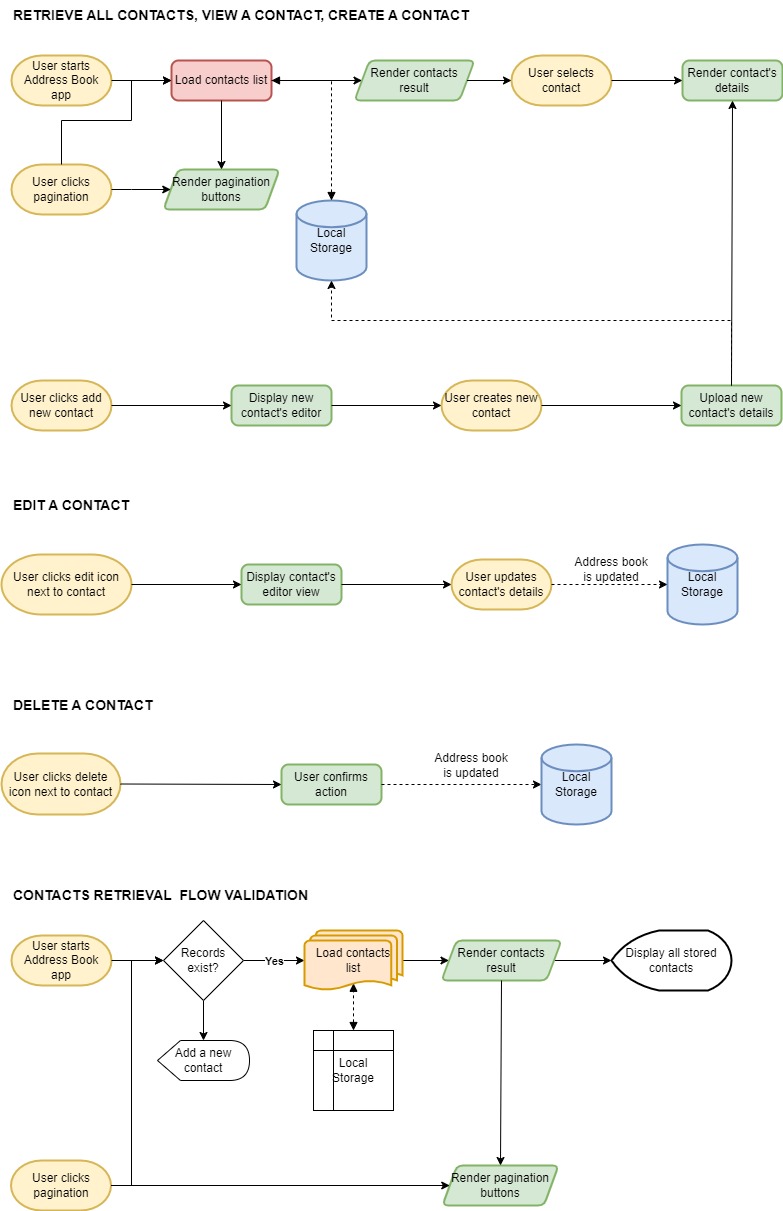 RETRIEVE ALL CONTACTS, VIEW A CONTACT, CREATE A CONTACT
User starts
Address Book
app
Load contacts list
Render contacts
result
User selects
contact
Render contact's
details
User clicks
pagination
Render pagination
buttons
Local
Storage
User clicks add
new contact
Display new
contact's editor
User creates new
contact
Upload new
contact's details
EDIT A CONTACT
User clicks edit icon
next to contact
Display contact's
editor view
User updates
contact's details
Address book
is updated
Local
Storage
DELETE A CONTACT
User clicks delete
icon next to contact
User confirms
action
Address book
is updated
Local
Storage
CONTACTS RETRIEVAL  FLOW VALIDATION
User starts
Address Book
app
Records
exist?
Yes
Load contacts
list
Render contacts
result
Display all stored
contacts
Add a new
contact
Local
Storage
User clicks
pagination
Render pagination
buttons